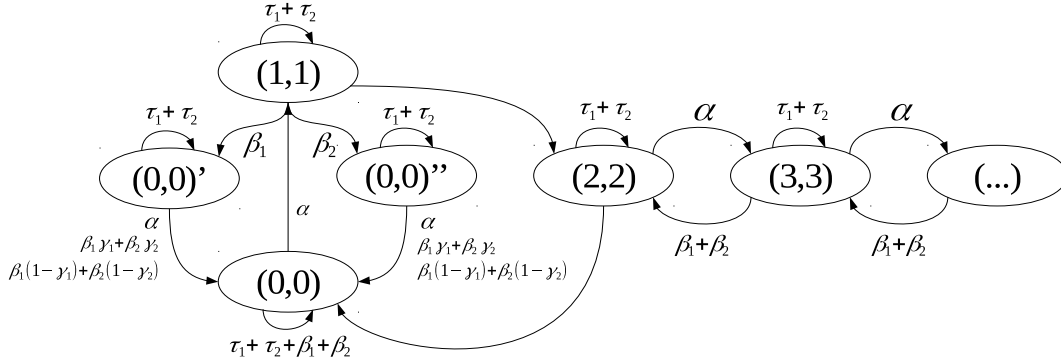 τ₁+ τ₂
(1,1)
τ₁+ τ₂
τ₁+ τ₂
τ₁+ τ₂
α
τ₁+ τ₂
α
β₁
β₂
(0,0)’
(0,0)’’
(2,2)
(3,3)
(...)
α
α
α
β₁γ₁+β₂γ₂
β₁γ₁+β₂γ₂
β₁+β₂
β₁+β₂
β₁(1−γ₁)+β₂(1−γ₂)
β₁(1−γ₁)+β₂(1−γ₂)
(0,0)
τ₁+ τ₂+β₁+β₂